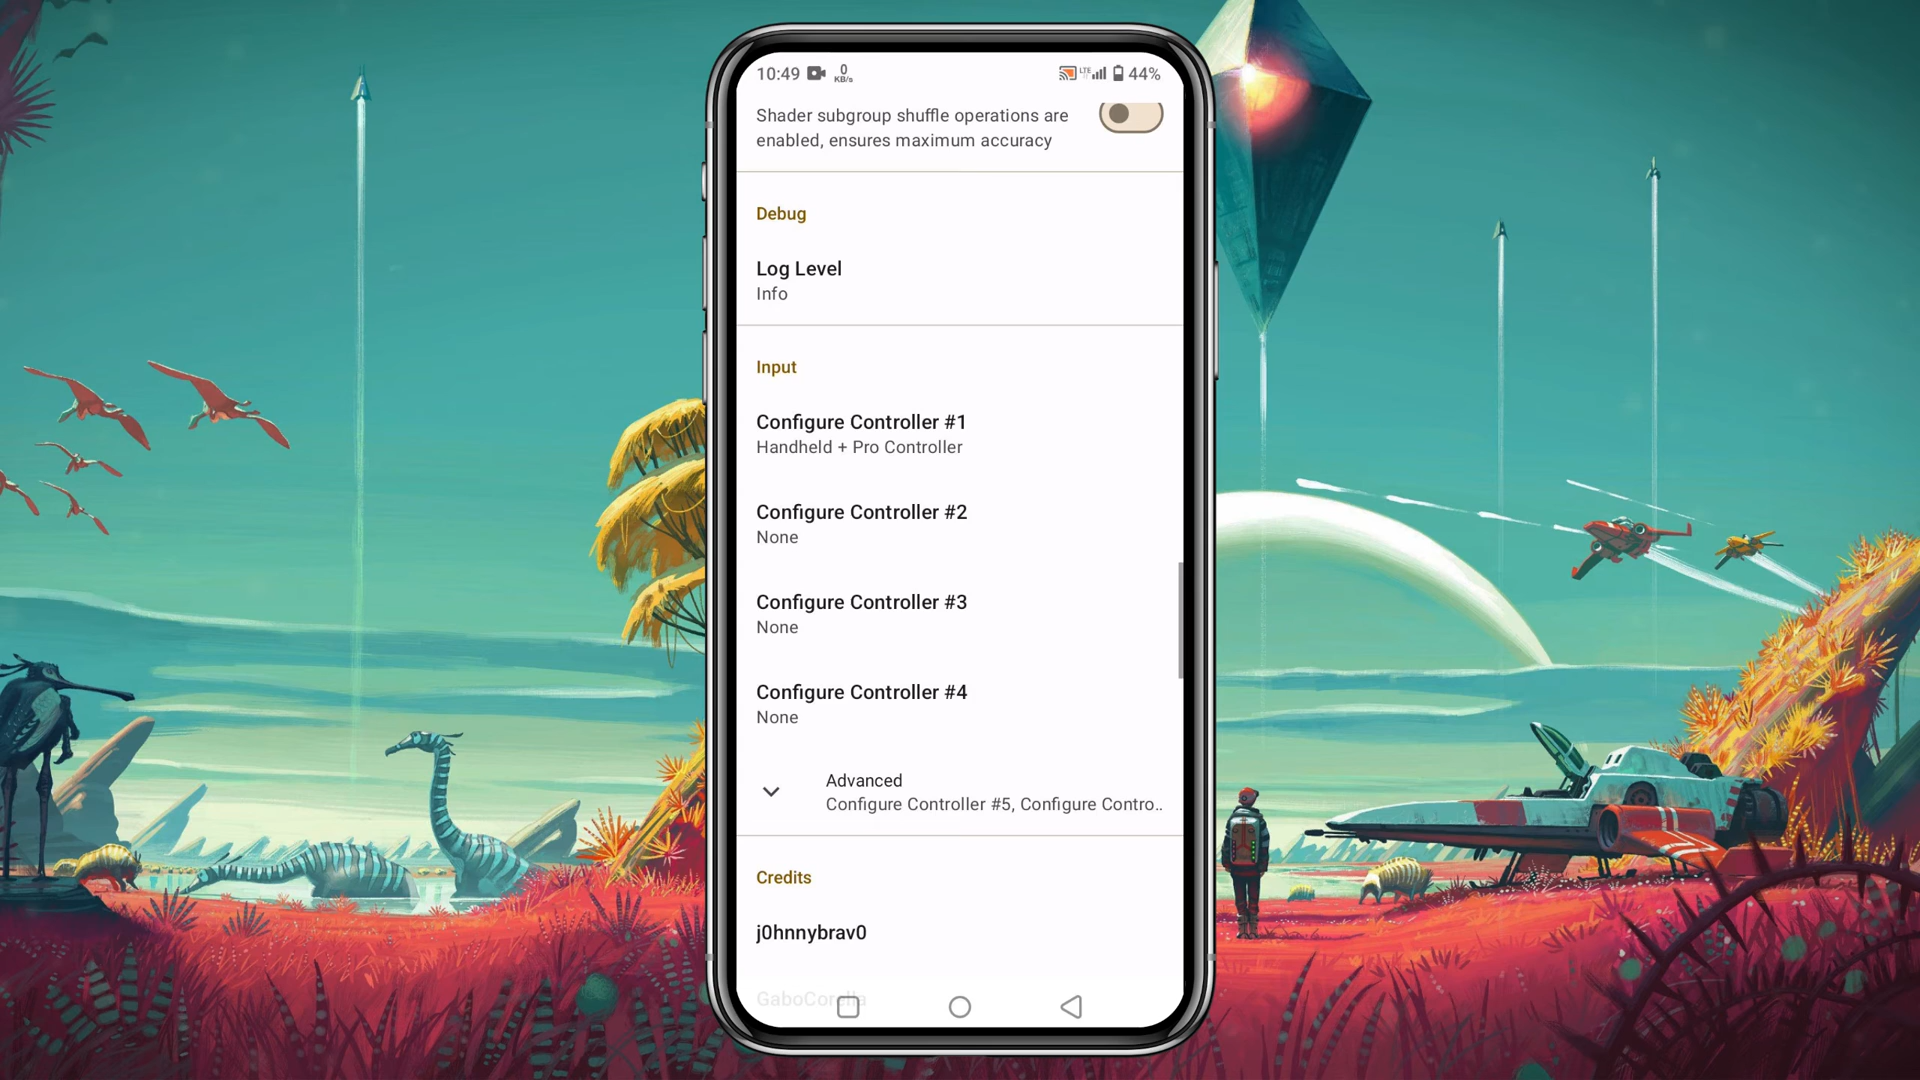 10:49 0 KB/s LTE 44%
Shader subgroup shuffle operations are
enabled, ensures maximum accuracy
Debug
Log Level
Info
Input
Configure Controller #1
Handheld + Pro Controller
Configure Controller #2
None
Configure Controller #3
None
Configure Controller #4
None
Advanced
Configure Controller #5, Configure Contro..
Credits
j0hnnybrav0
GaboCorella